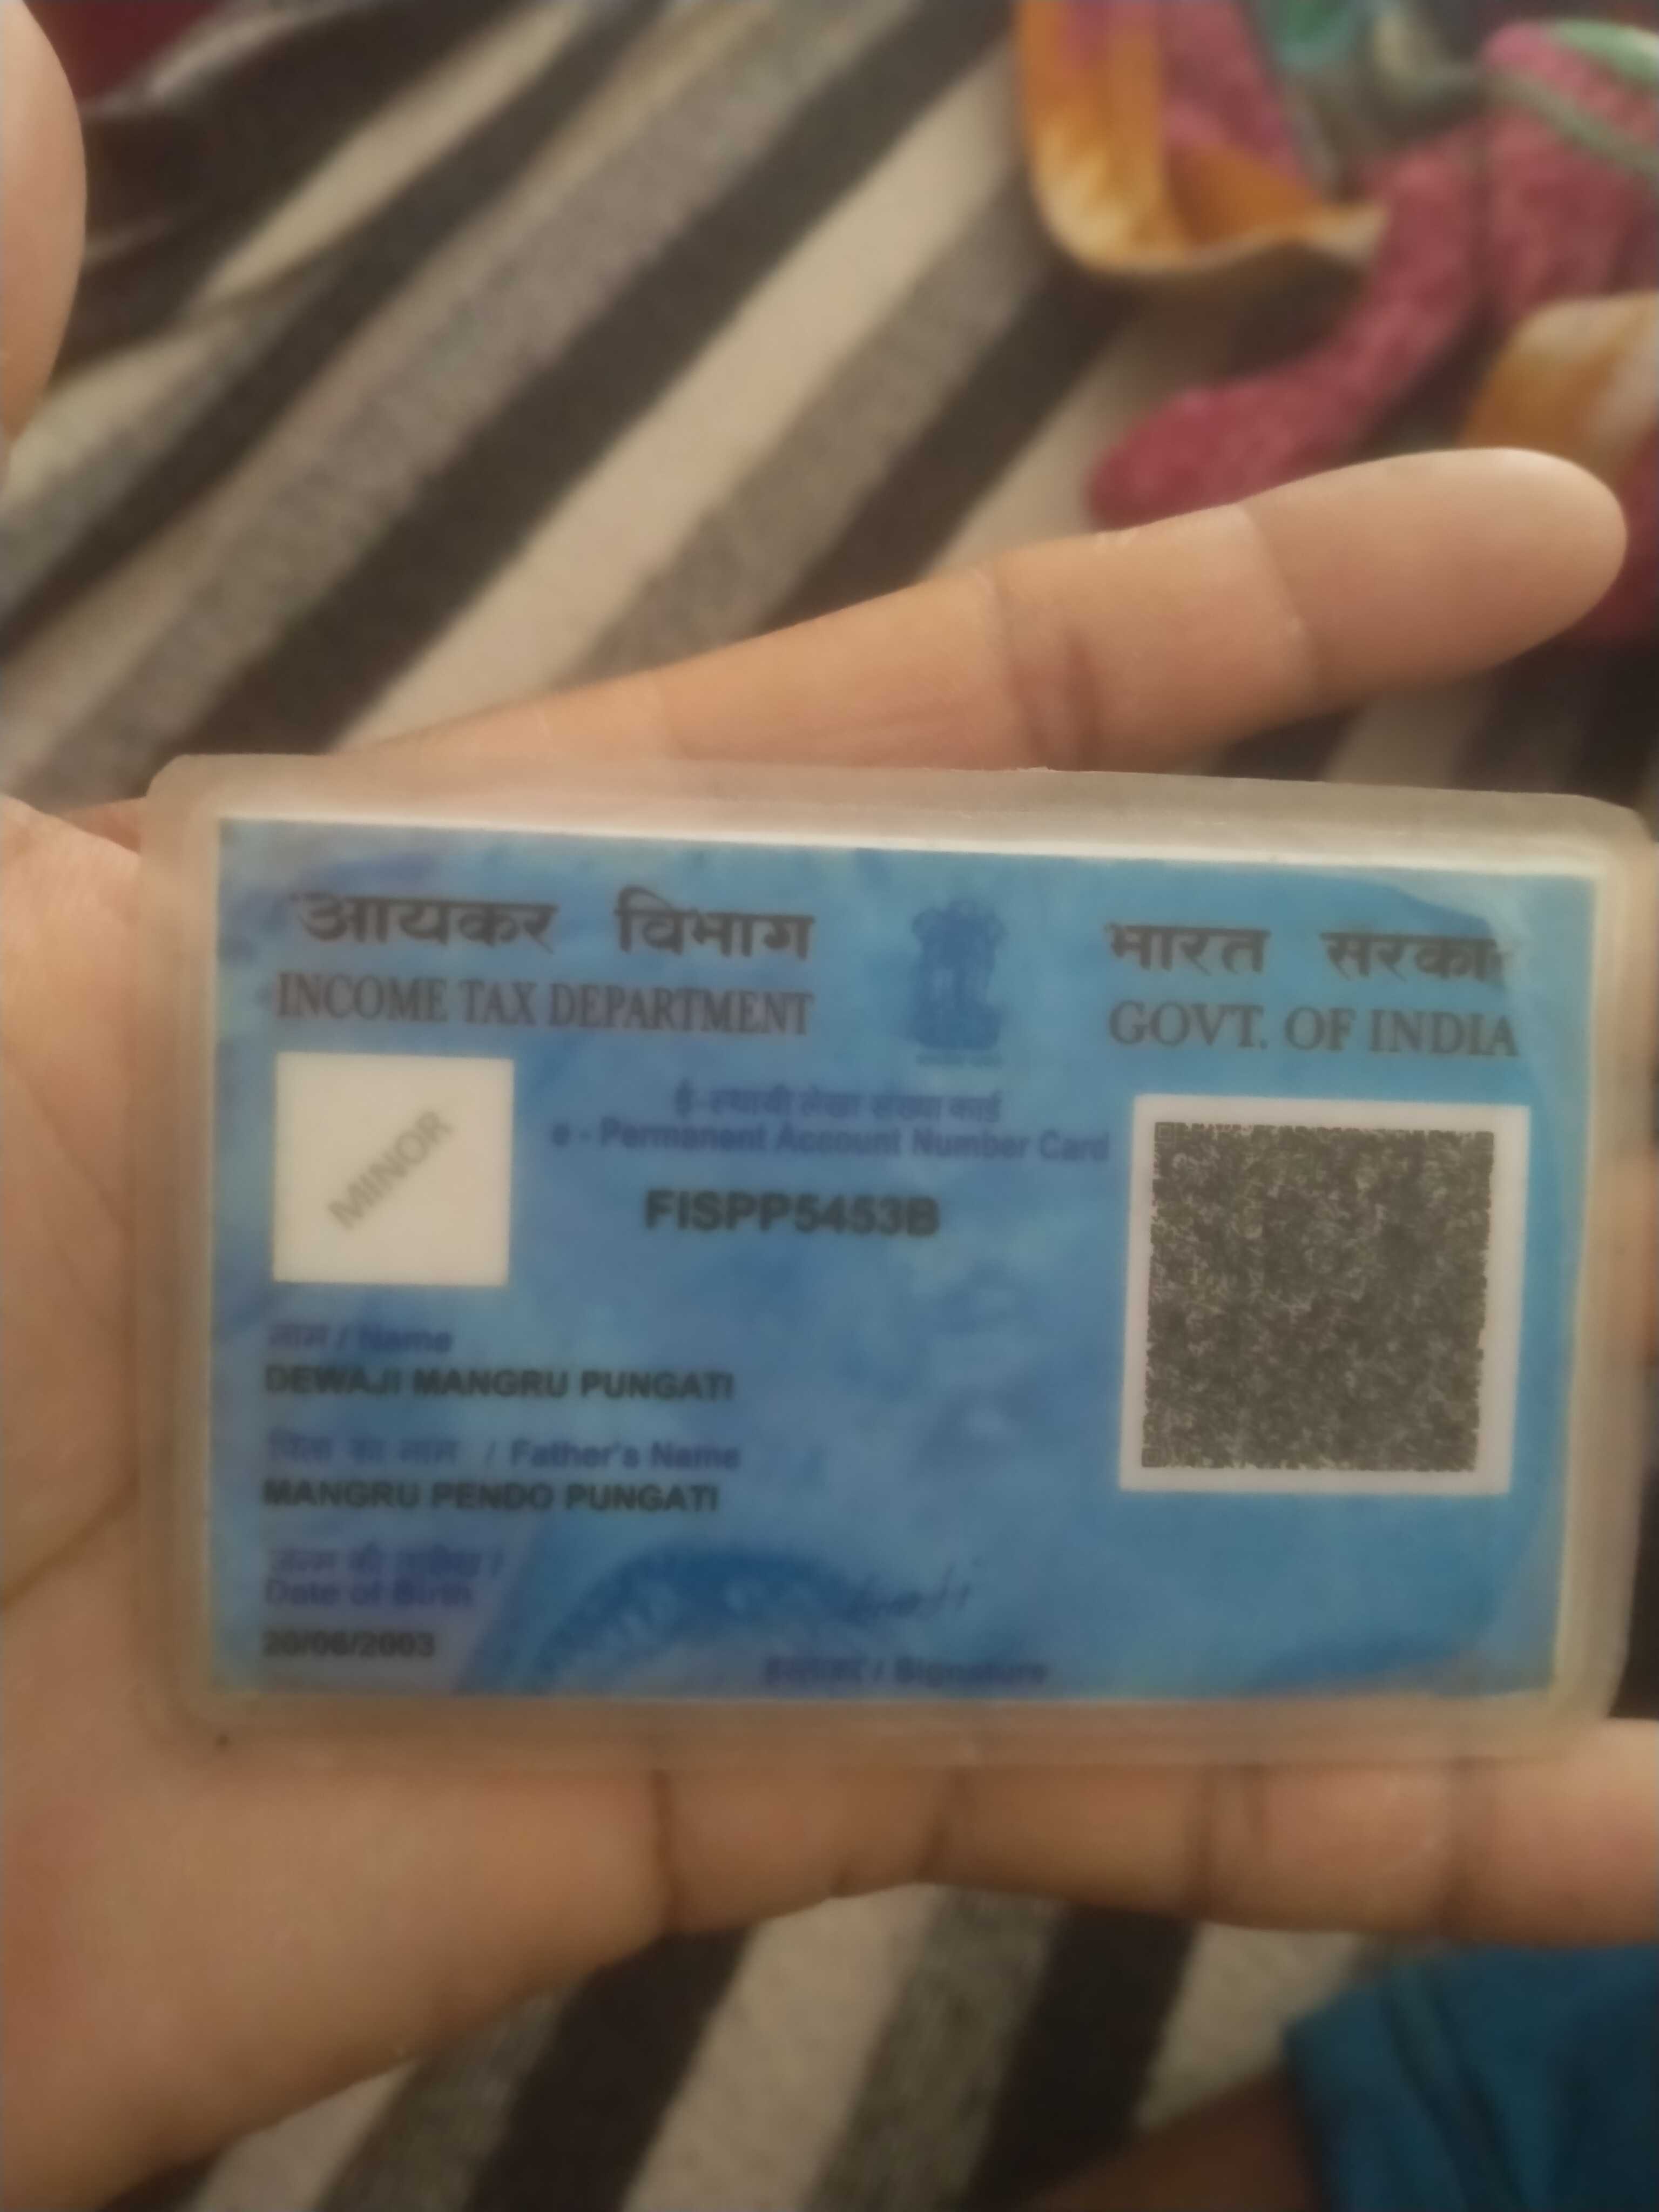 आयकर विभाग
INCOME TAX DEPARTMENT
भारत सरकार
GOVT. OF INDIA
MINOR
ई-स्थायी लेखा संख्या कार्ड
e - Permanent Account Number Card
FISPP5453B
नाम / Name
DEWAJI MANGRU PUNGATI
पिता का नाम / Father's Name
MANGRU PENDO PUNGATI
जन्म की तारीख /
Date of Birth
20/06/2003
हस्ताक्षर / Signature